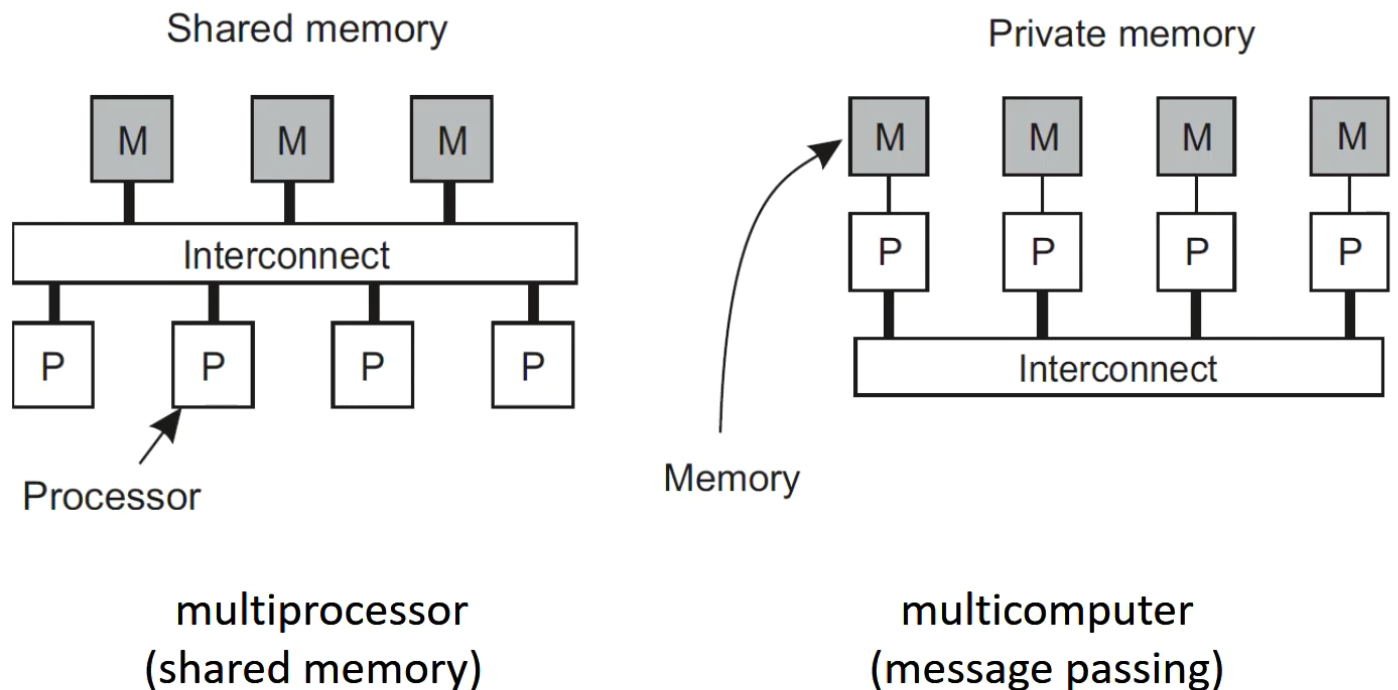 Shared memory
M M M
Interconnect
P P P P
Processor
Private memory
M M M M
P P P P
Interconnect
Memory
multiprocessor
(shared memory)
multicomputer
(message passing)